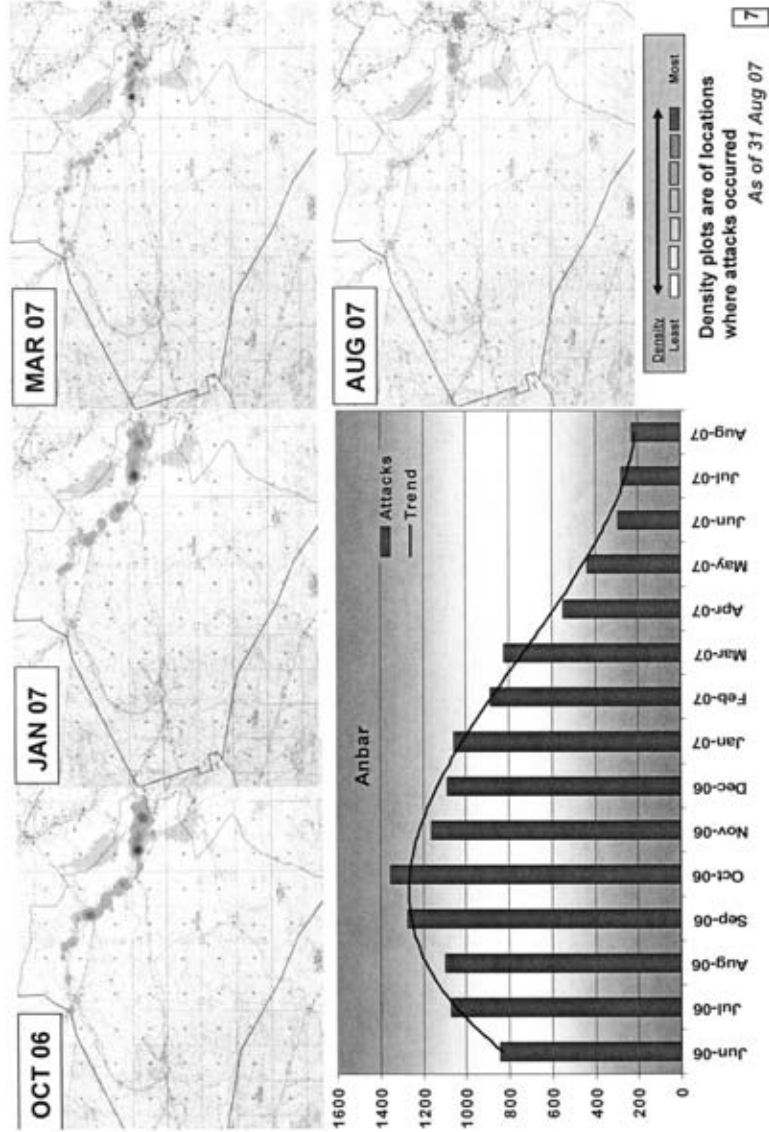 OCT 06
JAN 07
MAR 07
AUG 07
Anbar
Attacks
Trend
1600
1400
1200
1000
800
600
400
200
0
Jun-06
Jul-06
Aug-06
Sep-06
Oct-06
Nov-06
Dec-06
Jan-07
Feb-07
Mar-07
Apr-07
May-07
Jun-07
Jul-07
Aug-07
Density
Least
Most
Density plots are of locations
where attacks occurred
As of 31 Aug 07
7